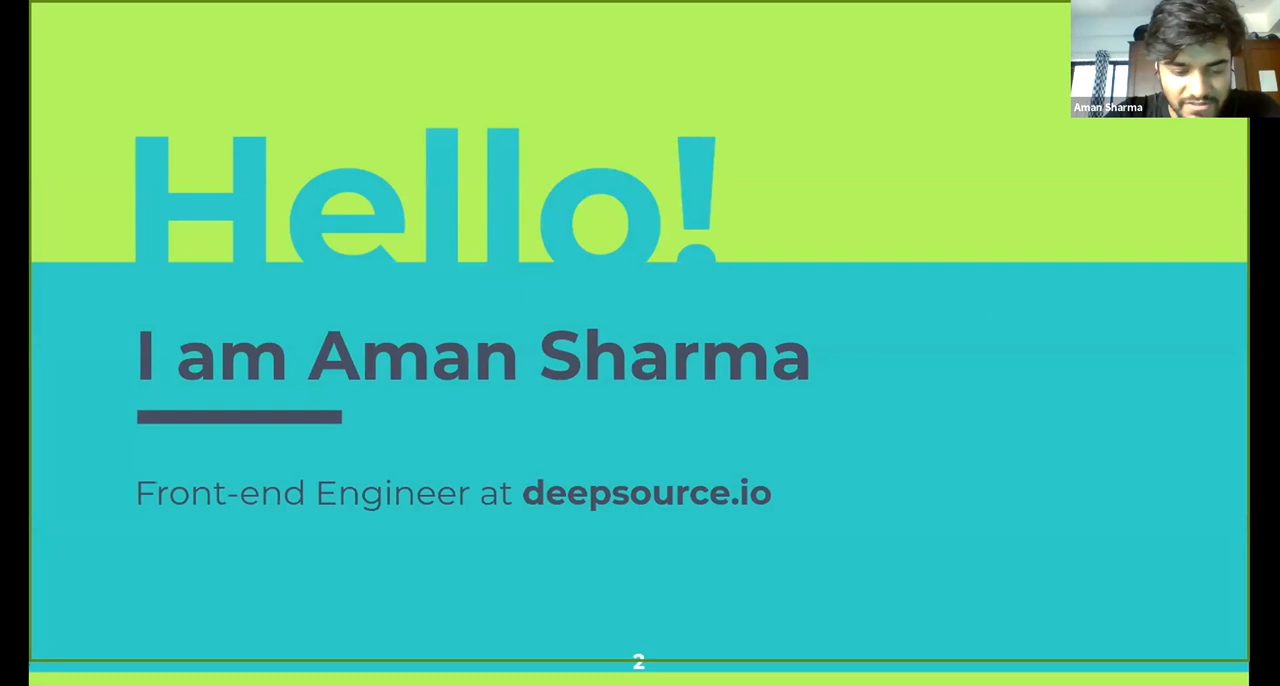 Aman Sharma
Hello!
I am Aman Sharma
Front-end Engineer at deepsource.io
2